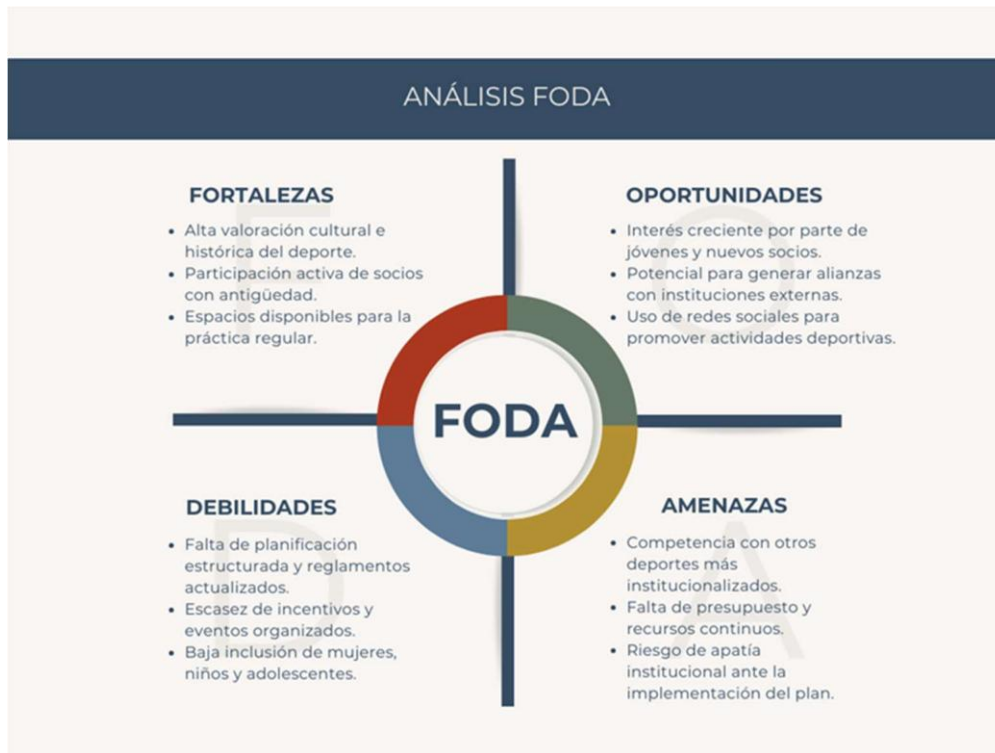 ANÁLISIS FODA
FORTALEZAS
• Alta valoración cultural e
histórica del deporte.
• Participación activa de socios
con antigüedad.
• Espacios disponibles para la
práctica regular.
OPORTUNIDADES
• Interés creciente por parte de
jóvenes y nuevos socios.
• Potencial para generar alianzas
con instituciones externas.
• Uso de redes sociales para
promover actividades deportivas.
FODA
DEBILIDADES
• Falta de planificación
estructurada y reglamentos
actualizados.
• Escasez de incentivos y
eventos organizados.
• Baja inclusión de mujeres,
niños y adolescentes.
AMENAZAS
• Competencia con otros
deportes más
institucionalizados.
• Falta de presupuesto y
recursos continuos.
• Riesgo de apatía
institucional ante la
implementación del plan.
F
O
D
A